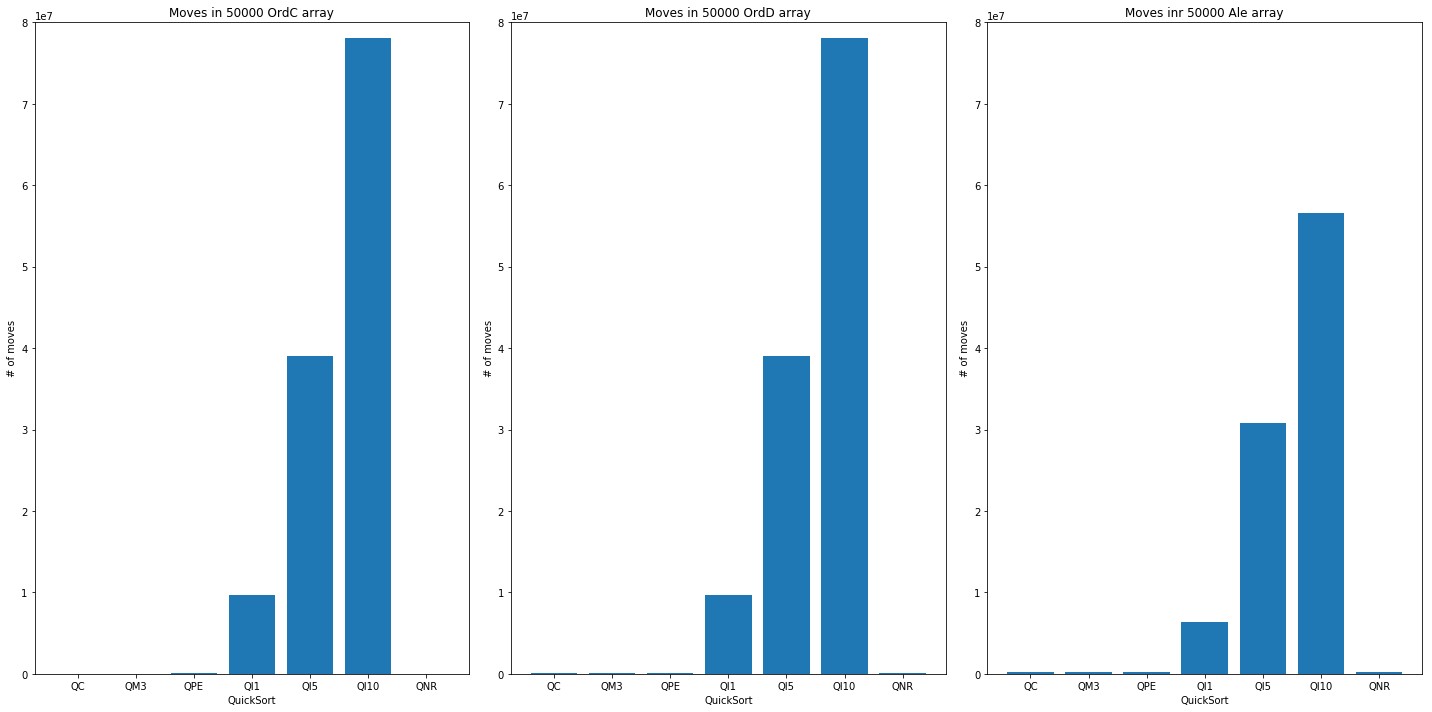 Moves in 50000 OrdC array
1e7
8
7
6
5
4
3
2
1
0
# of moves
QC QM3 QPE QI1 QI5 QI10 QNR
QuickSort
Moves in 50000 OrdD array
1e7
8
7
6
5
4
3
2
1
0
# of moves
QC QM3 QPE QI1 QI5 QI10 QNR
QuickSort
Moves inr 50000 Ale array
1e7
8
7
6
5
4
3
2
1
0
# of moves
QC QM3 QPE QI1 QI5 QI10 QNR
QuickSort